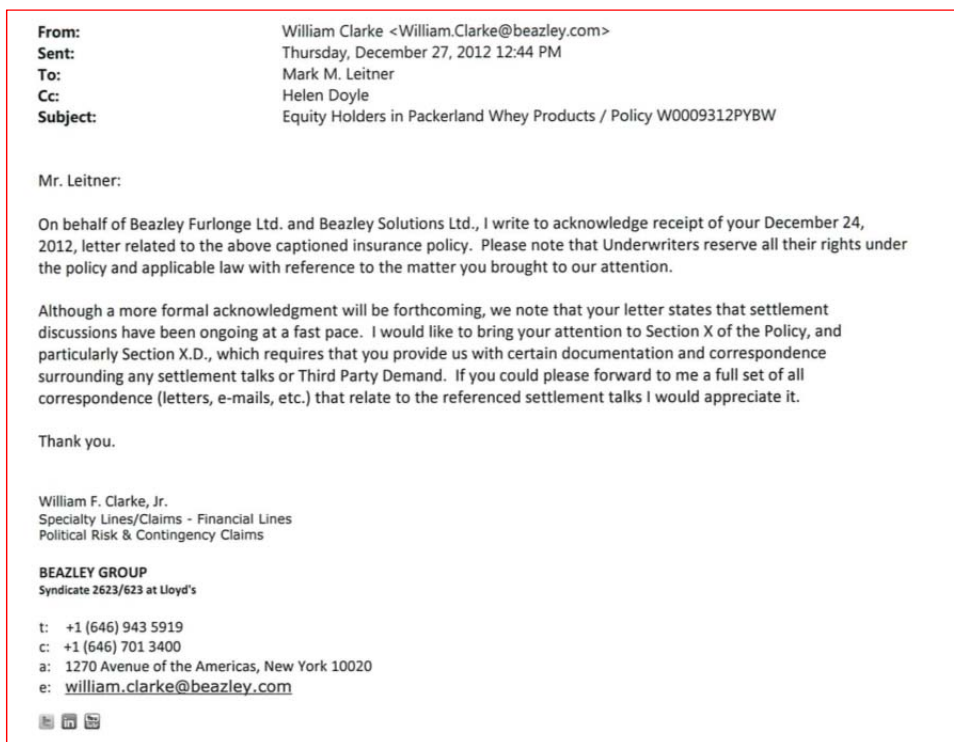 From: William Clarke <William.Clarke@beazley.com>
Sent: Thursday, December 27, 2012 12:44 PM
To: Mark M. Leitner
Cc: Helen Doyle
Subject: Equity Holders in Packerland Whey Products / Policy W0009312PYBW
Mr. Leitner:
On behalf of Beazley Furlonge Ltd. and Beazley Solutions Ltd., I write to acknowledge receipt of your December 24,
2012, letter related to the above captioned insurance policy. Please note that Underwriters reserve all their rights under
the policy and applicable law with reference to the matter you brought to our attention.
Although a more formal acknowledgment will be forthcoming, we note that your letter states that settlement
discussions have been ongoing at a fast pace. I would like to bring your attention to Section X of the Policy, and
particularly Section X.D., which requires that you provide us with certain documentation and correspondence
surrounding any settlement talks or Third Party Demand. If you could please forward to me a full set of all
correspondence (letters, e-mails, etc.) that relate to the referenced settlement talks I would appreciate it.
Thank you.
William F. Clarke, Jr.
Specialty Lines/Claims - Financial Lines
Political Risk & Contingency Claims
BEAZLEY GROUP
Syndicate 2623/623 at Lloyd's
t: +1 (646) 943 5919
c: +1 (646) 701 3400
a: 1270 Avenue of the Americas, New York 10020
e: william.clarke@beazley.com